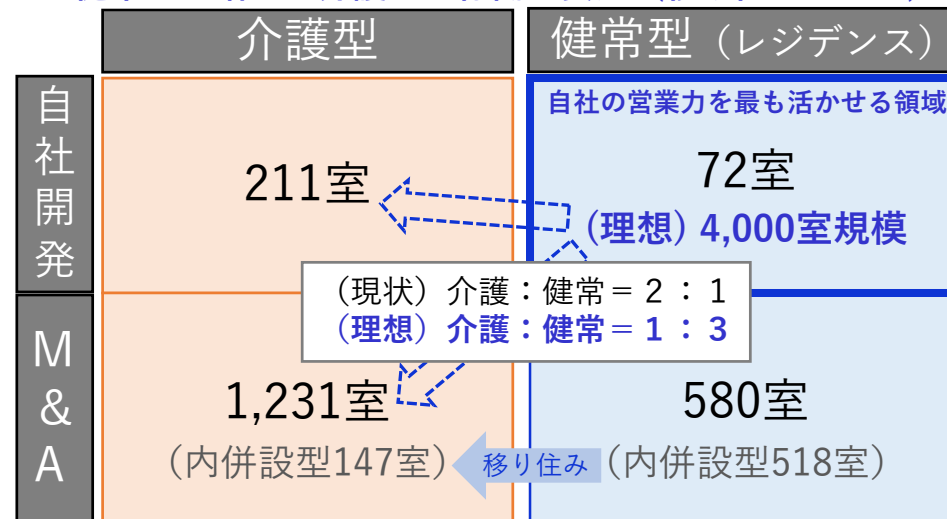 介護型
健常型（レジデンス）
自社開発
自社の営業力を最も活かせる領域
211室
72室
(理想) 4,000室規模
（現状）介護：健常＝２：１
（理想）介護：健常＝１：３
M&A
1,231室
580室
（内併設型147室）
移り住み
（内併設型518室）